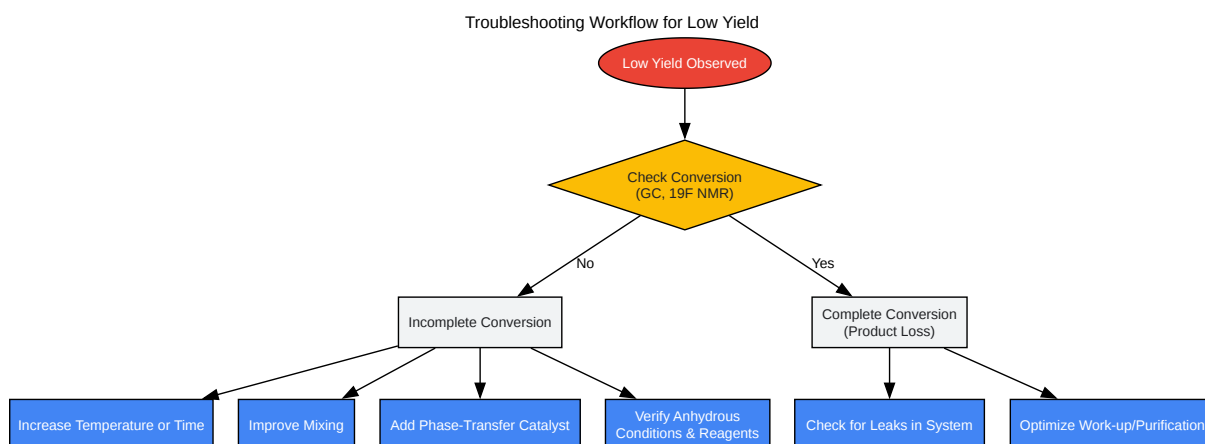 Troubleshooting Workflow for Low Yield
Low Yield Observed
Check Conversion
(GC, 19F NMR)
No
Yes
Incomplete Conversion
Complete Conversion
(Product Loss)
Increase Temperature or Time
Improve Mixing
Add Phase-Transfer Catalyst
Verify Anhydrous
Conditions & Reagents
Check for Leaks in System
Optimize Work-up/Purification